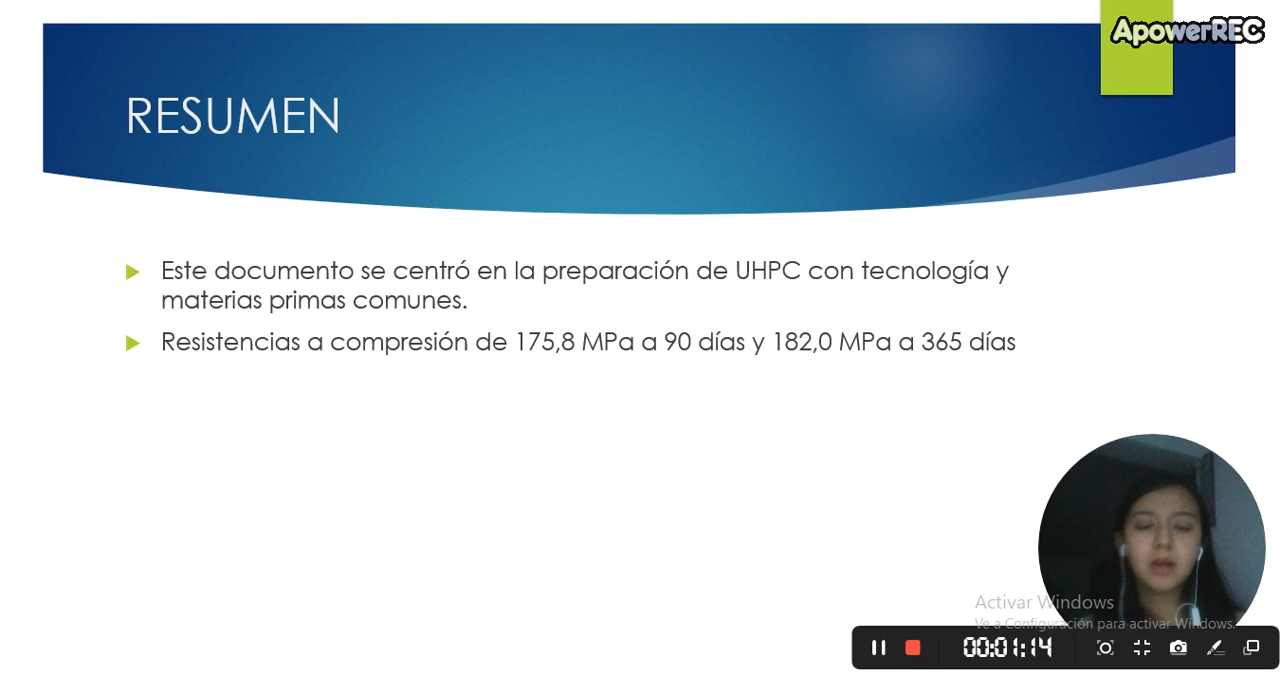 ApowerREC
RESUMEN
Este documento se centró en la preparación de UHPC con tecnología y
materias primas comunes.
Resistencias a compresión de 175,8 MPa a 90 días y 182,0 MPa a 365 días
Activar Windows
Ve a Configuración para activar Windows.
00:01:14